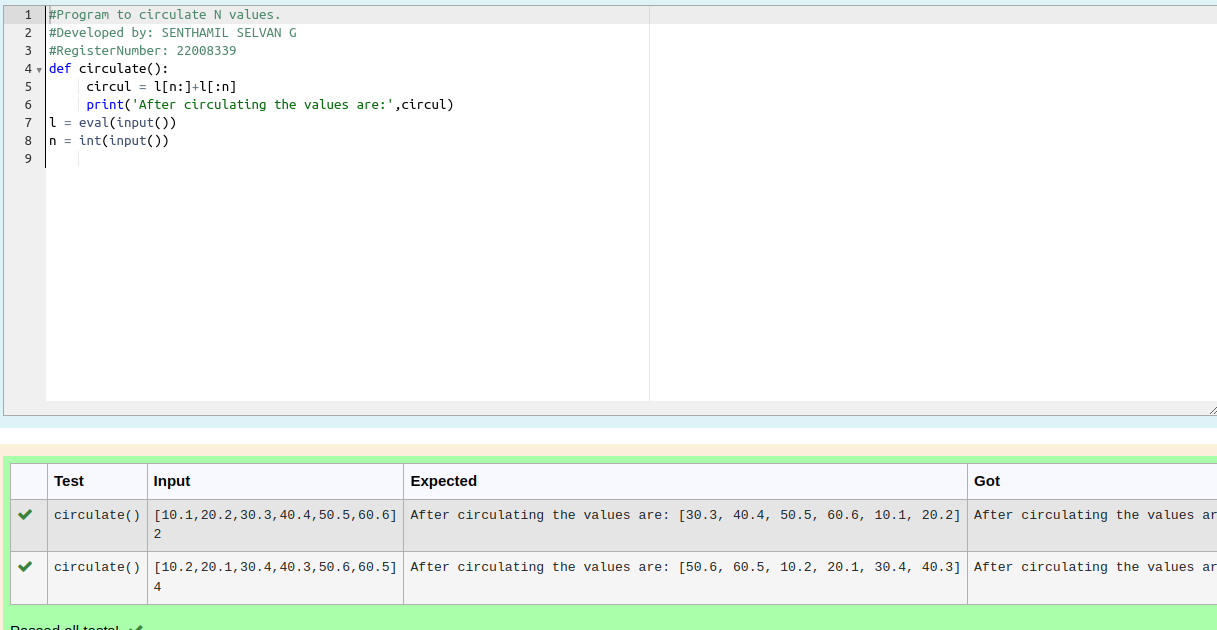 1 #Program to circulate N values.
2 #Developed by: SENTHAMIL SELVAN G
3 #RegisterNumber: 22008339
4 def circulate():
5 circul = l[n:]+l[:n]
6 print('After circulating the values are:',circul)
7 l = eval(input())
8 n = int(input())
9
Test Input Expected Got
circulate() [10.1,20.2,30.3,40.4,50.5,60.6] After circulating the values are: [30.3, 40.4, 50.5, 60.6, 10.1, 20.2] After circulating the values
2
circulate() [10.2,20.1,30.4,40.3,50.6,60.5] After circulating the values are: [50.6, 60.5, 10.2, 20.1, 30.4, 40.3] After circulating the values
4
Passed all tests!